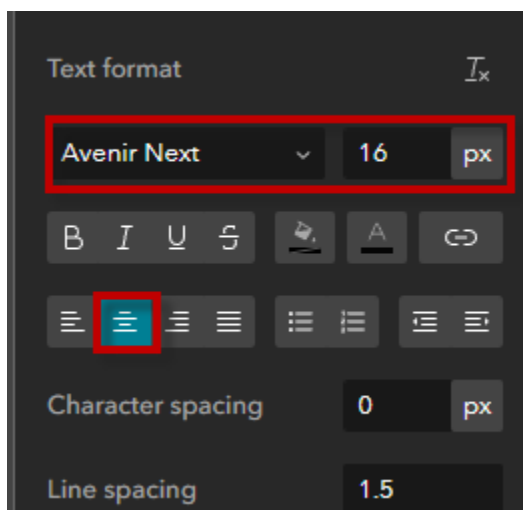 Text format
Avenir Next 16 px
B I U S A
Character spacing 0 px
Line spacing 1.5